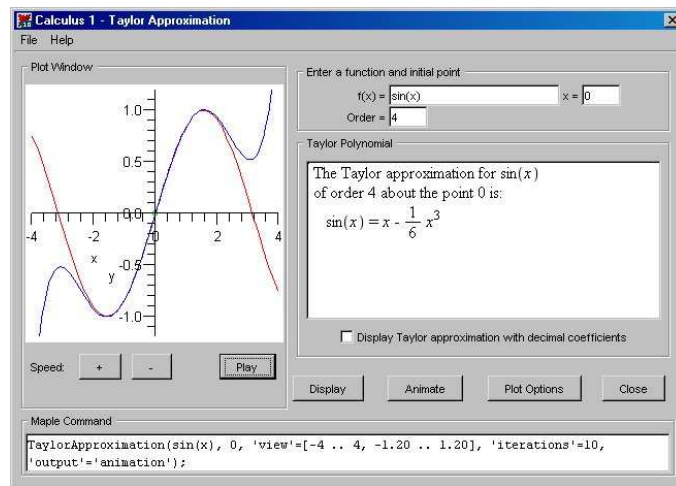 Calculus 1 - Taylor Approximation
File Help
Plot Window
1.0
0.5
0.0
-4 -2 2 4
x
-0.5
y
-1.0
Speed: + - Play
Enter a function and initial point
f(x) = sin(x) x = 0
Order = 4
Taylor Polynomial
The Taylor approximation for sin(x)
of order 4 about the point 0 is:
sin(x) = x - 1/6 x³
Display Taylor approximation with decimal coefficients
Display Animate Plot Options Close
Maple Command
TaylorApproximation(sin(x), 0, 'view'=[-4 .. 4, -1.20 .. 1.20], 'iterations'=10,
'output'='animation');